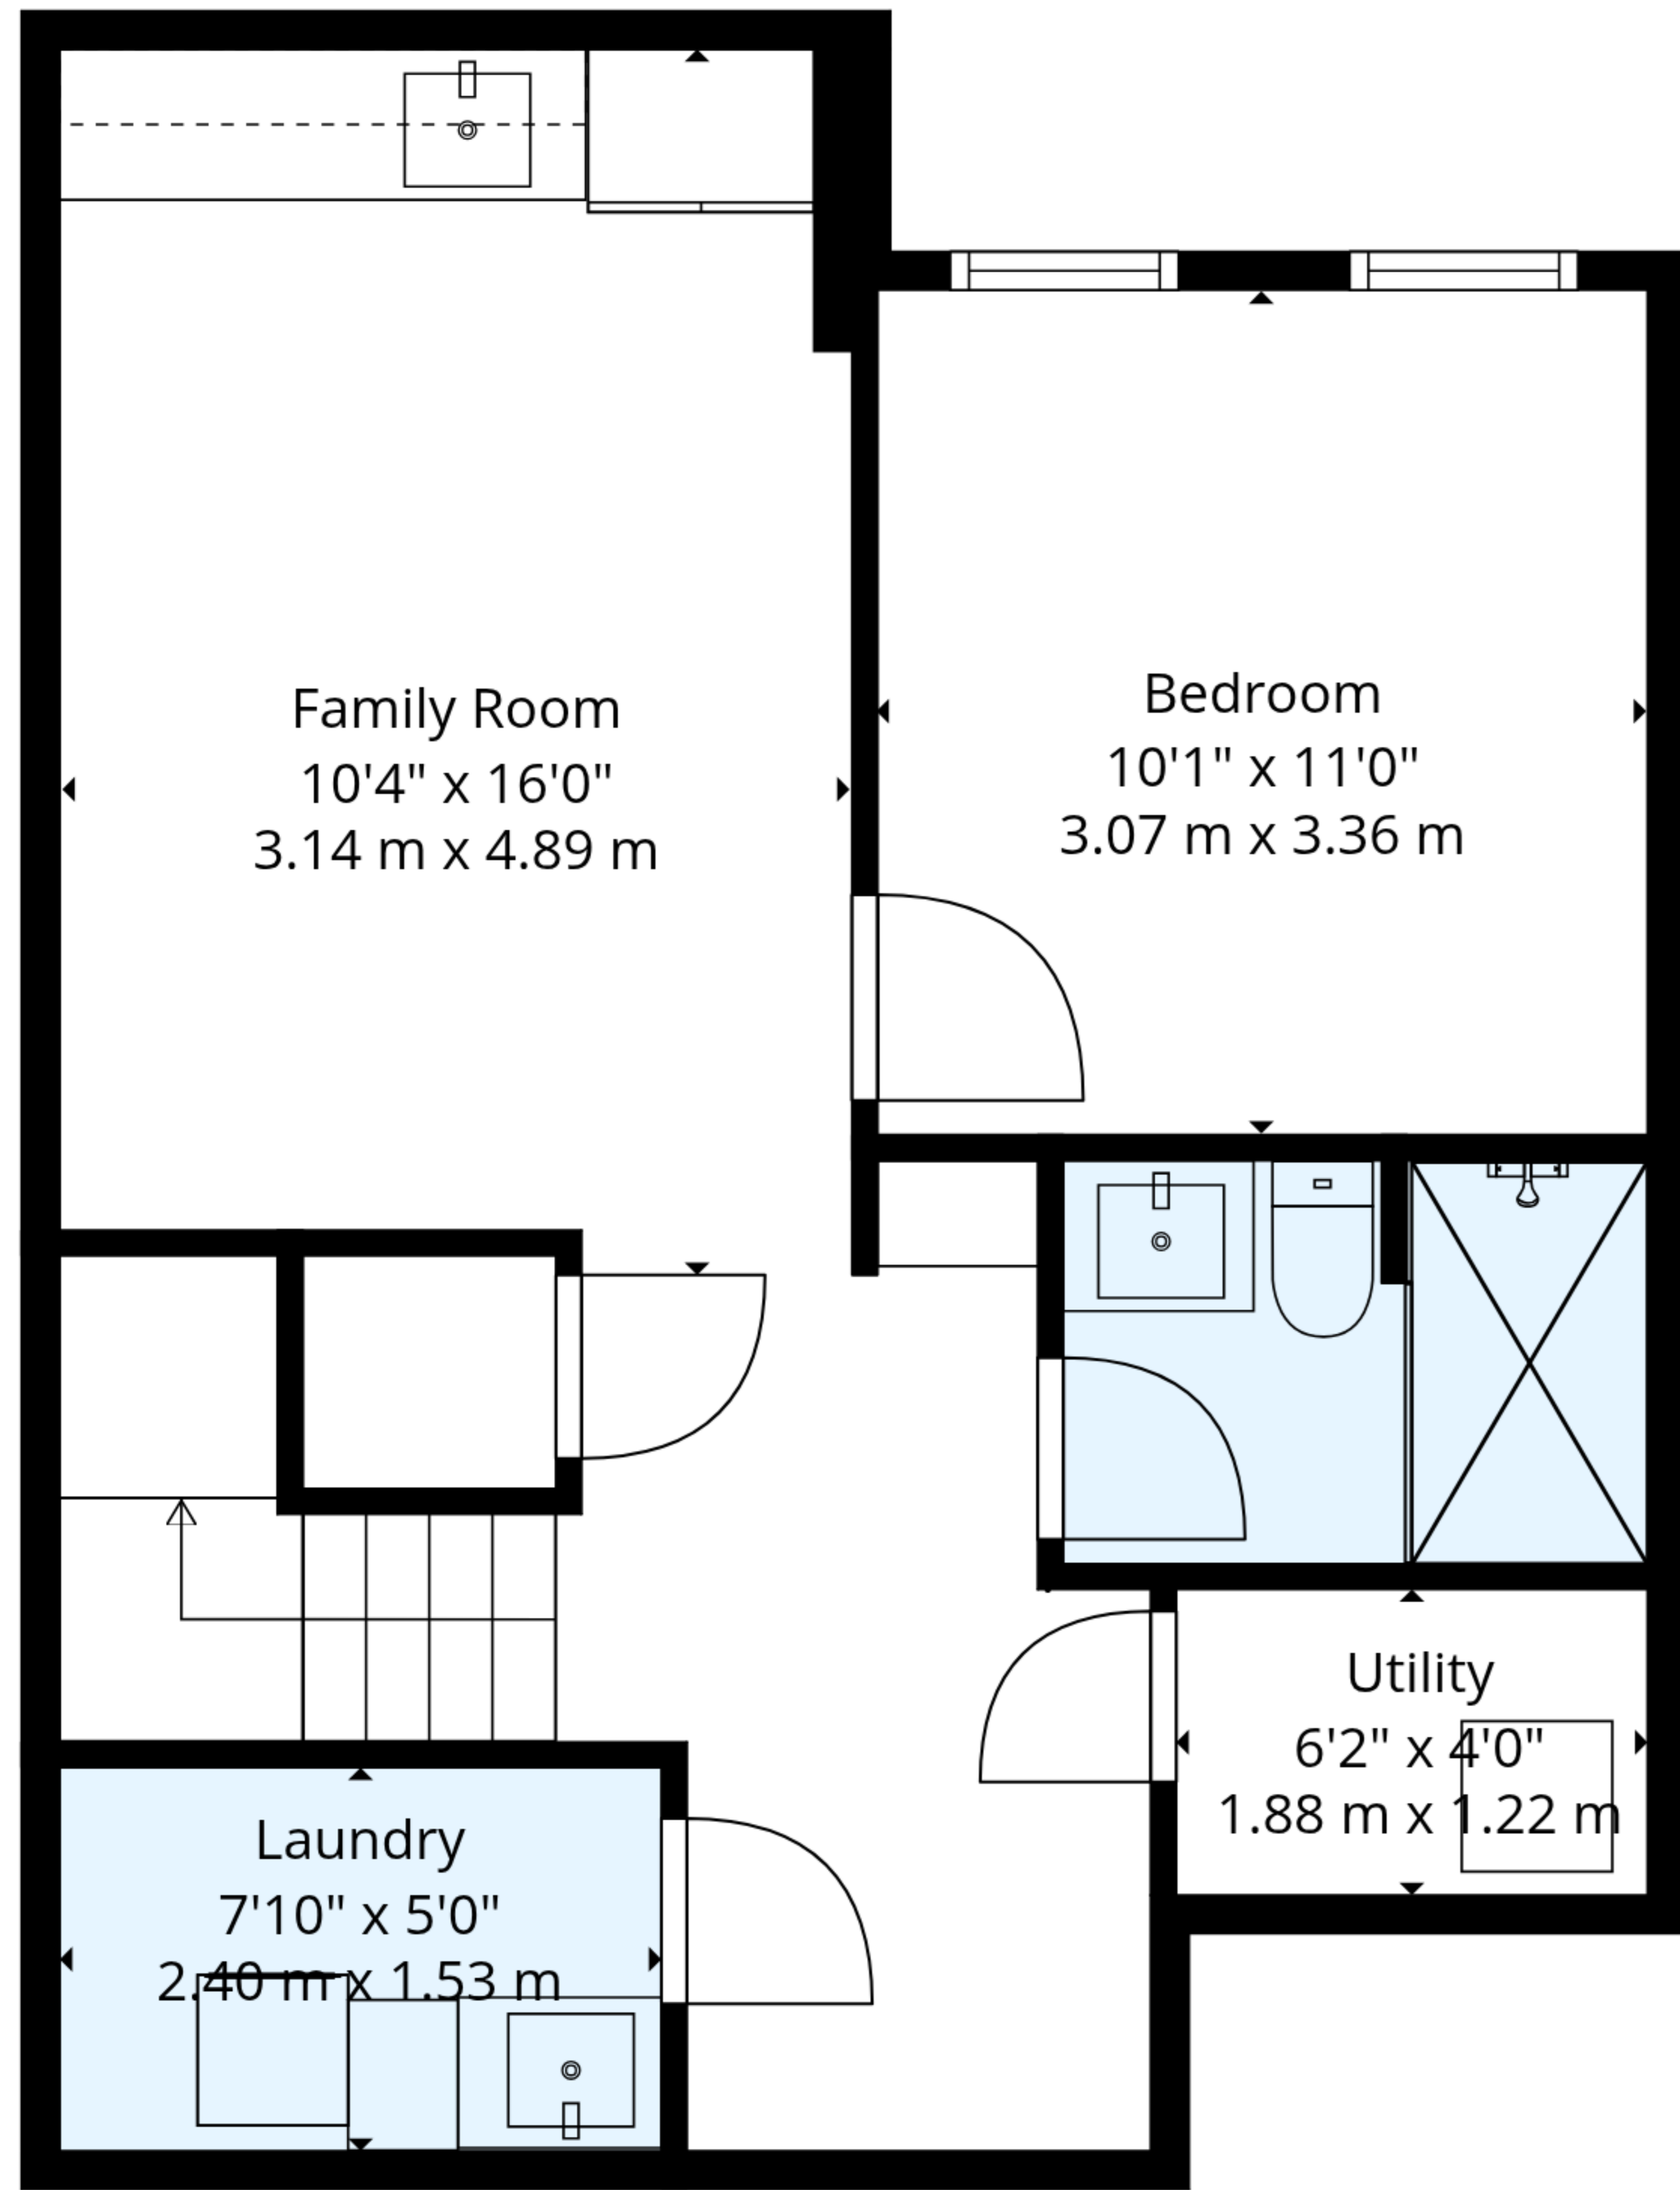 Family Room
10'4" x 16'0"
3.14 m x 4.89 m
Bedroom
10'1" x 11'0"
3.07 m x 3.36 m
Utility
6'2" x 4'0"
1.88 m x 1.22 m
Laundry
7'10" x 5'0"
2.40 m x 1.53 m